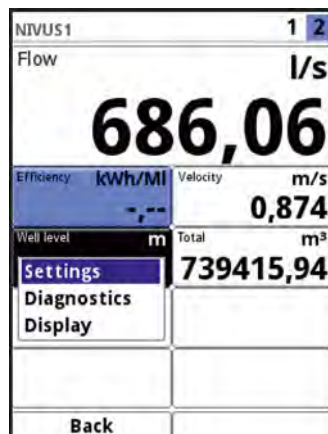 NIVUS1 1 2
Flow l/s
686,06
Efficiency kWh/Ml Velocity m/s
-,-- 0,874
Well level m Total m³
739415,94
Settings
Diagnostics
Display
Back